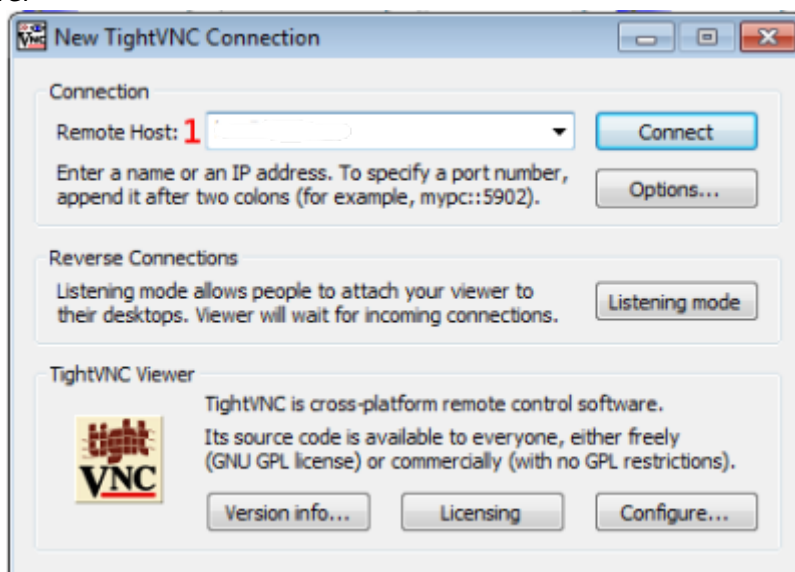 New TightVNC Connection
Connection
Remote Host: 1
Connect
Enter a name or an IP address. To specify a port number,
append it after two colons (for example, mypc::5902).
Options...
Reverse Connections
Listening mode allows people to attach your viewer to
their desktops. Viewer will wait for incoming connections.
Listening mode
TightVNC Viewer
TightVNC is cross-platform remote control software.
Its source code is available to everyone, either freely
(GNU GPL license) or commercially (with no GPL restrictions).
tight
VNC
Version info...
Licensing
Configure...